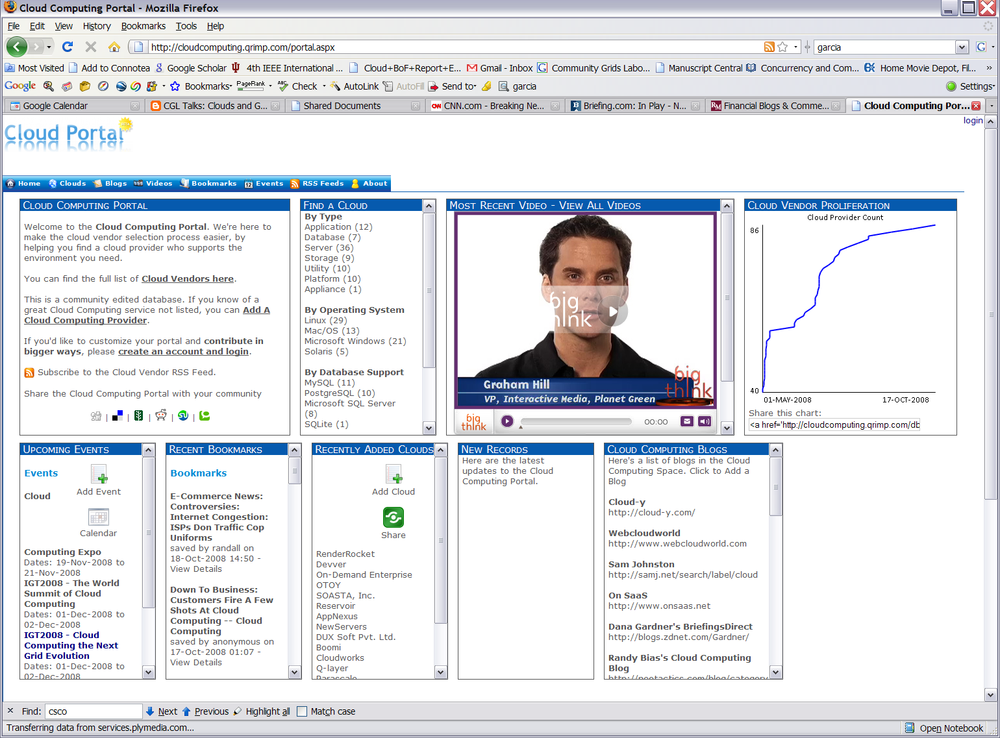 Cloud Computing Portal - Mozilla Firefox
File Edit View History Bookmarks Tools Help
http://cloudcomputing.qrimp.com/portal.aspx
garcia
Most Visited Add to Connotea Google Scholar 4th IEEE International ... Cloud+BoF+Report+E... Gmail - Inbox Community Grids Labo... Manuscript Central Concurrency and Com... Home Movie Depot, Fil... »
Google Bookmarks PageRank Check AutoLink AutoFill Send to garcia Settings
Google Calendar CGL Talks: Clouds and G... Shared Documents CNN.com - Breaking Ne... Briefing.com: In Play - N... Financial Blogs & Comme... Cloud Computing Por...
login
Cloud Portal
Home Clouds Blogs Videos Bookmarks Events RSS Feeds About
Cloud Computing Portal
Welcome to the Cloud Computing Portal. We're here to
make the cloud vendor selection process easier, by
helping you find a cloud provider who supports the
environment you need.
You can find the full list of Cloud Vendors here.
This is a community edited database. If you know of a
great Cloud Computing service not listed, you can Add A
Cloud Computing Provider.
If you'd like to customize your portal and contribute in
bigger ways, please create an account and login.
Subscribe to the Cloud Vendor RSS Feed.
Share the Cloud Computing Portal with your community
| | | | |
Find a Cloud
By Type
Application (12)
Database (7)
Server (36)
Storage (9)
Utility (10)
Platform (10)
Appliance (1)
By Operating System
Linux (29)
Mac/OS (13)
Microsoft Windows (21)
Solaris (5)
By Database Support
MySQL (11)
PostgreSQL (10)
Microsoft SQL Server
(8)
SQLite (1)
Most Recent Video - View All Videos
big
think
Graham Hill
VP, Interactive Media, Planet Green
big
think
big
think
00:00
Cloud Vendor Proliferation
Cloud Provider Count
86
40
01-MAY-2008 17-OCT-2008
Share this chart:
<a href='http://cloudcomputing.qrimp.com/db
Upcoming Events
Events
Add Event
Cloud
Calendar
Computing Expo
Dates: 19-Nov-2008 to
21-Nov-2008
IGT2008 - The World
Summit of Cloud
Computing
Dates: 01-Dec-2008 to
02-Dec-2008
IGT2008 - Cloud
Computing the Next
Grid Evolution
Dates: 01-Dec-2008 to
02-Dec-2008
Recent Bookmarks
Bookmarks
E-Commerce News:
Controversies:
Internet Congestion:
ISPs Don Traffic Cop
Uniforms
saved by randall on
18-Oct-2008 14:50 -
View Details
Down To Business:
Customers Fire A Few
Shots At Cloud
Computing -- Cloud
Computing
saved by anonymous on
17-Oct-2008 01:07 -
View Details
Recently Added Clouds
Add Cloud
Share
RenderRocket
Devver
On-Demand Enterprise
OTOY
SOASTA, Inc.
Reservoir
AppNexus
NewServers
DUX Soft Pvt. Ltd.
Boomi
Cloudworks
Q-layer
Parascale
New Records
Here are the latest
updates to the Cloud
Computing Portal.
Cloud Computing Blogs
Here's a list of blogs in the Cloud
Computing Space. Click to Add a
Blog
Cloud-y
http://cloud-y.com/
Webcloudworld
http://www.webcloudworld.com
Sam Johnston
http://samj.net/search/label/cloud
On SaaS
http://www.onsaas.net
Dana Gardner's BriefingsDirect
http://blogs.zdnet.com/Gardner/
Randy Bias's Cloud Computing
Blog
http://neotactics.com/blog/category
Find: csco Next Previous Highlight all Match case
Transferring data from services.plymedia.com... Open Notebook